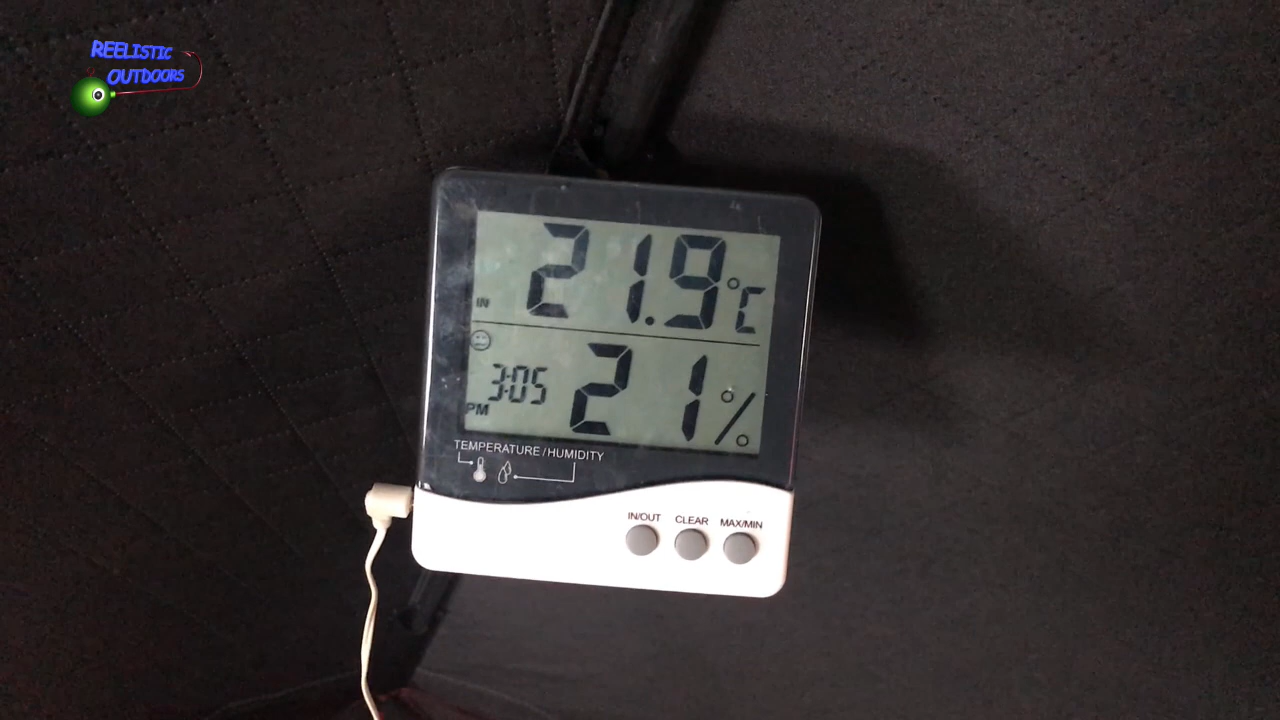 REELISTIC
OUTDOORS
21.9°C
IN
3:05
PM
21%
TEMPERATURE/HUMIDITY
IN/OUT CLEAR MAX/MIN